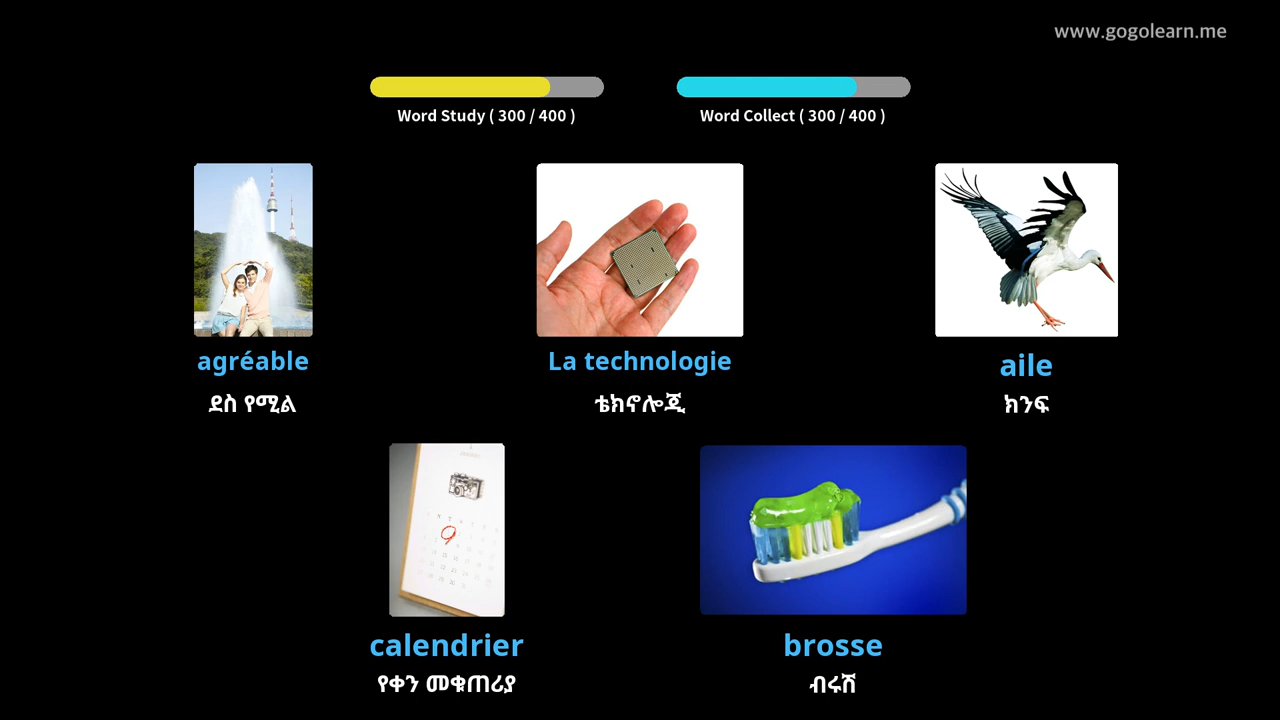 www.gogolearn.me
Word Study ( 300 / 400 )
Word Collect ( 300 / 400 )
agréable
ደስ የሚል
La technologie
ቴክኖሎጂ
aile
ክንፍ
calendrier
የቀን መቁጠሪያ
brosse
ብሩሽ